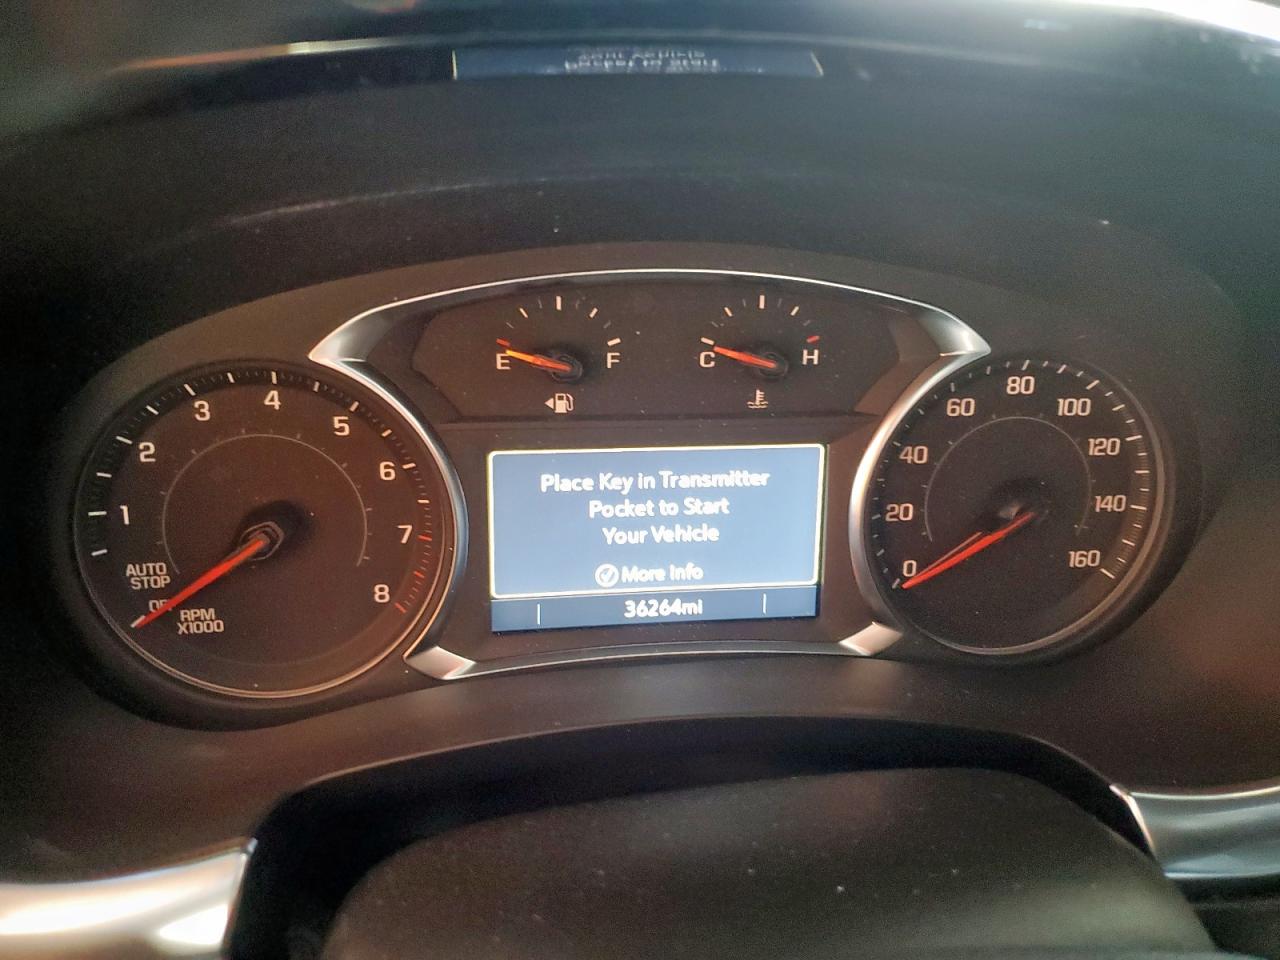 E F
C H
3 4 5
2 6
1 7
8
AUTO
STOP
RPM
X1000
Place Key in Transmitter
Pocket to Start
Your Vehicle
More Info
36264mi
60 80 100
40 120
20 140
0 160